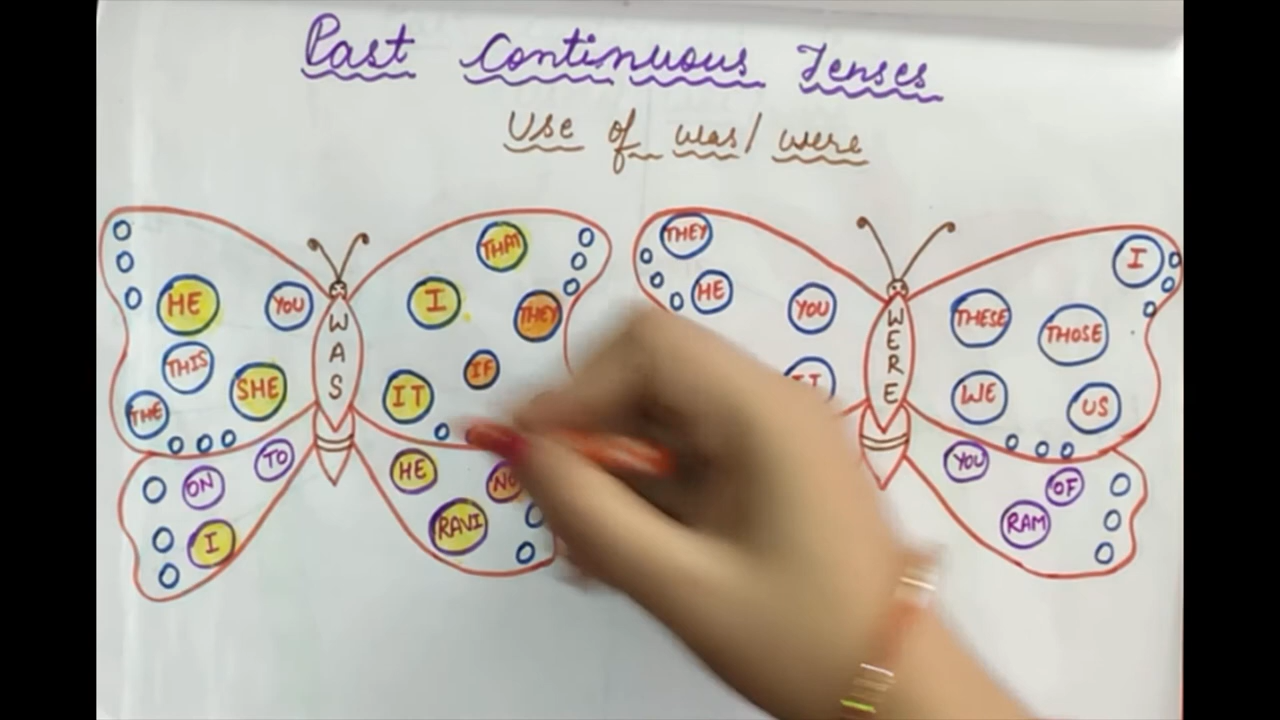 Past Continuous Tenses
Use of was/were
HE
YOU
THIS
SHE
THE
ON
TO
I
WAS
THAT
I
THEY
IF
IT
HE
NO
RAVI
THEY
HE
YOU
WERE
I
THESE
THOSE
WE
US
YOU
OF
RAM